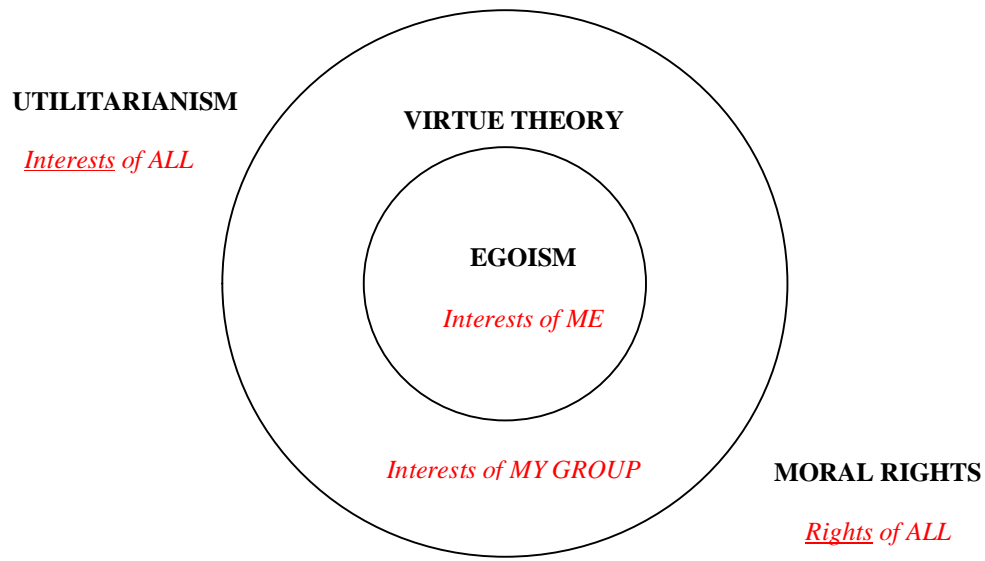 UTILITARIANISM
Interests of ALL
VIRTUE THEORY
EGOISM
Interests of ME
Interests of MY GROUP
MORAL RIGHTS
Rights of ALL